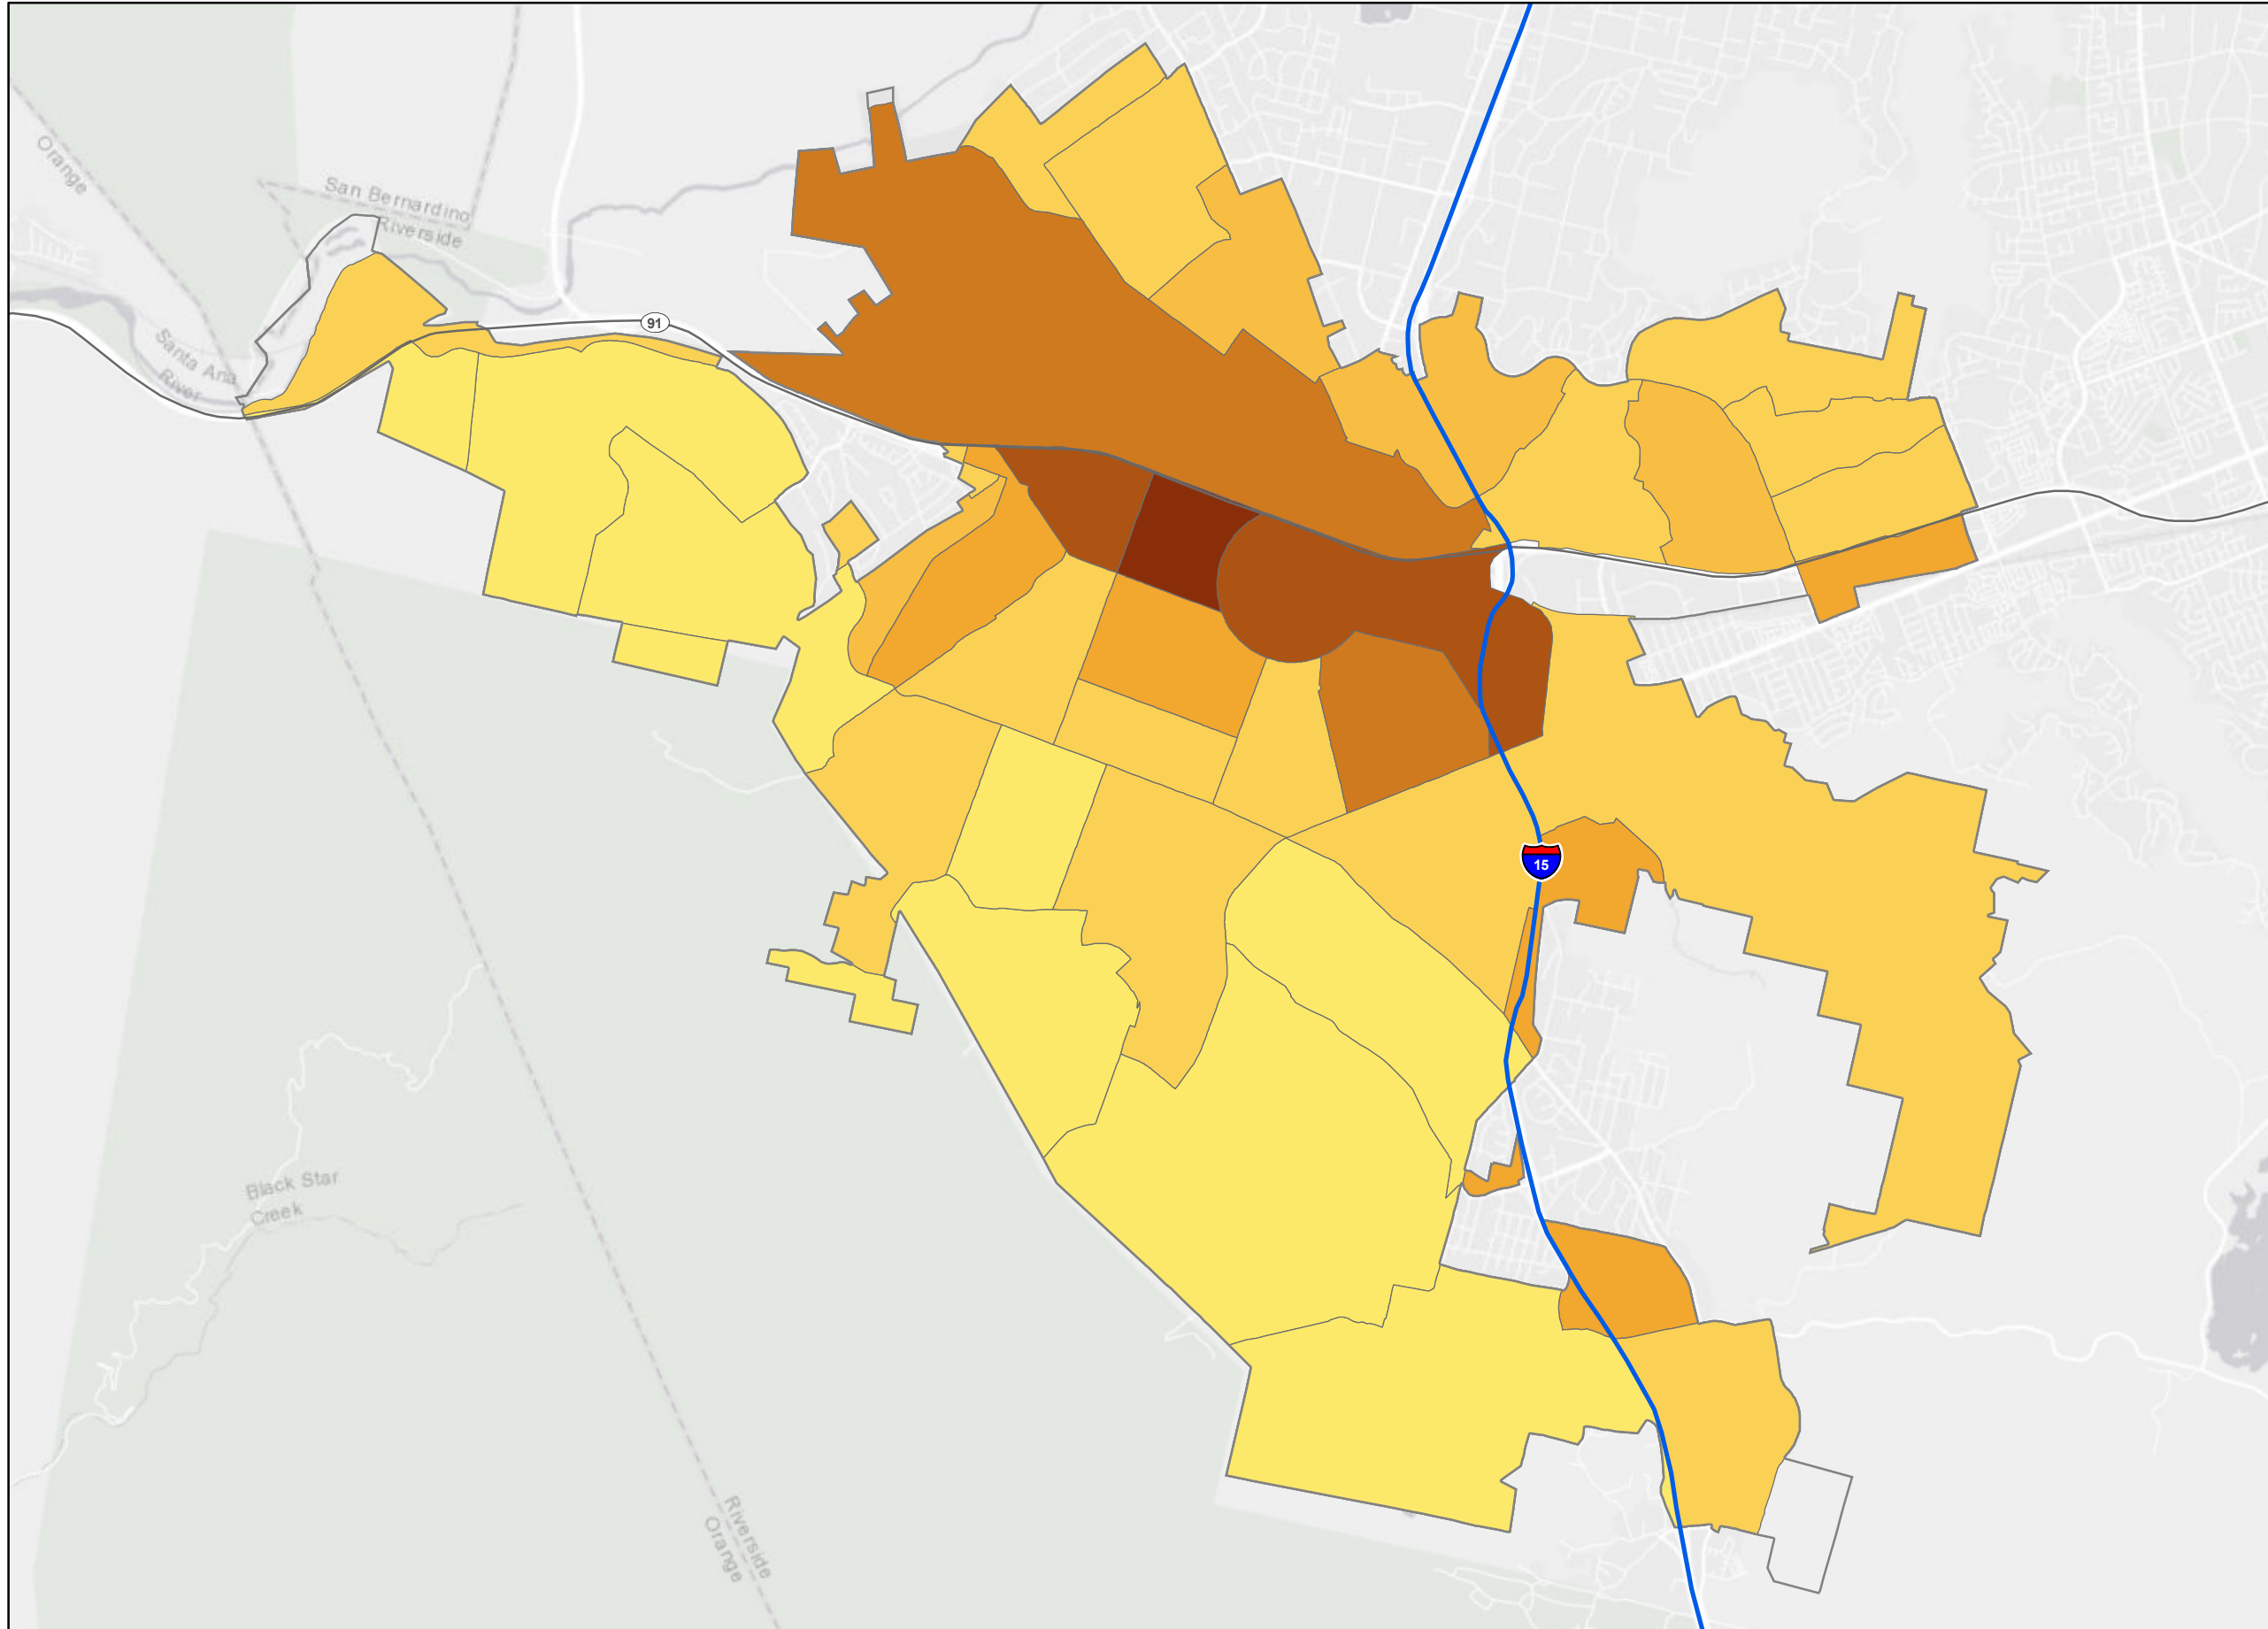 Orange
San Bernardino
Riverside
91
Santa Ana
River
15
Black Star
Creek
Riverside
Orange